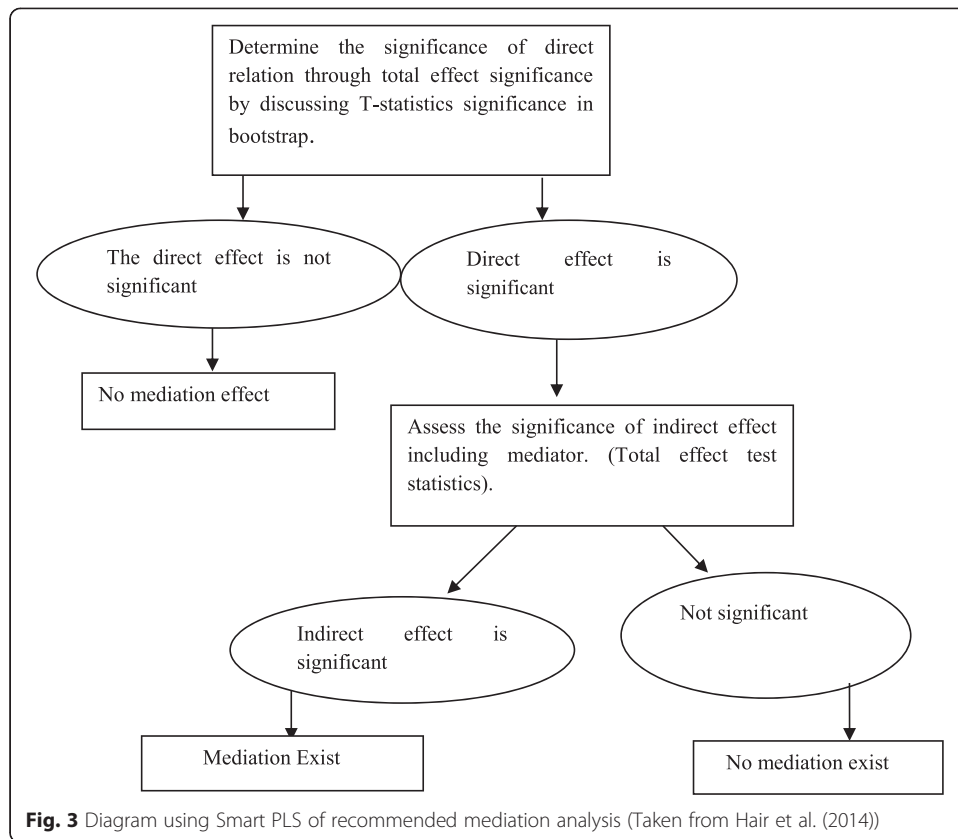 Determine the significance of direct
relation through total effect significance
by discussing T-statistics significance in
bootstrap.
The direct effect is not
significant
Direct effect is
significant
No mediation effect
Assess the significance of indirect effect
including mediator. (Total effect test
statistics).
Indirect effect is
significant
Not significant
Mediation Exist
No mediation exist
Fig. 3 Diagram using Smart PLS of recommended mediation analysis (Taken from Hair et al. (2014))